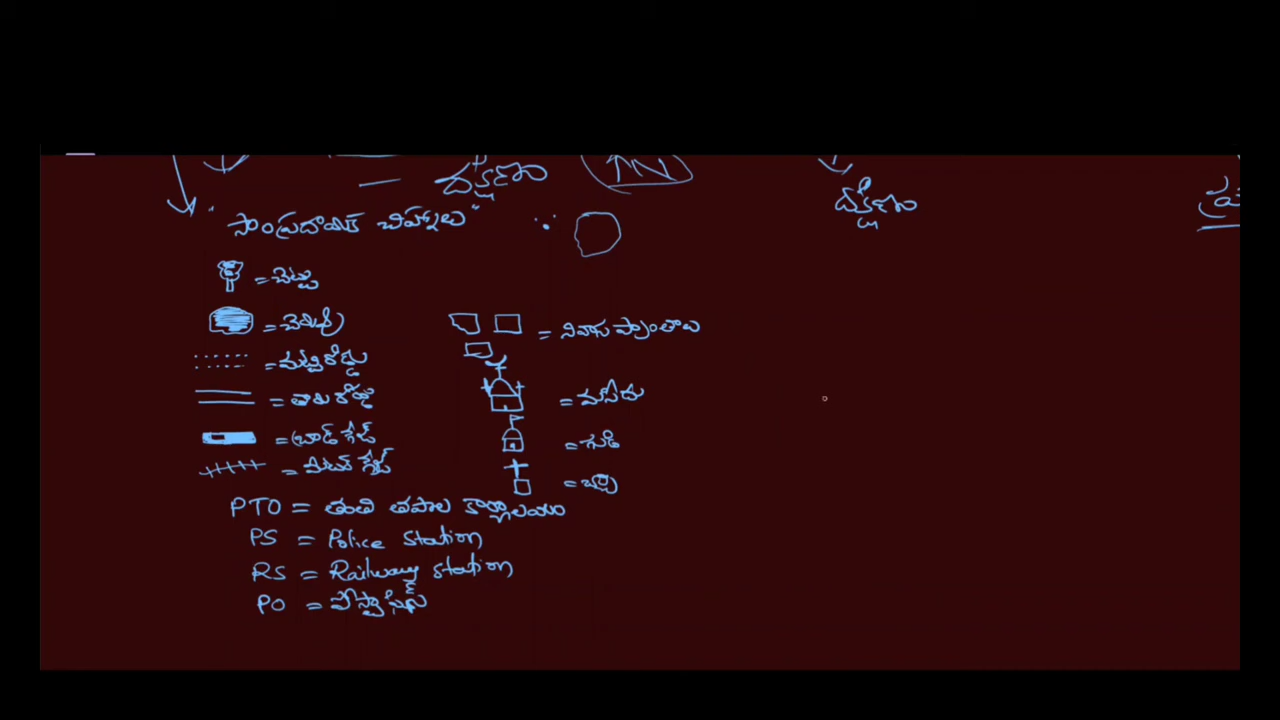 దక్షిణం
N
దక్షిణం
"సాంప్రదాయిక చిహ్నాలు"
= చెట్టు
= చెరువు
= మట్టిరోడ్డు
= తారురోడ్డు
= బ్రాడ్ గేజ్
= మీటర్ గేజ్
= నివాస ప్రాంతాలు
= మసీదు
= గుడి
= చర్చి
PTO = తంతి తపాల కార్యాలయం
PS = Police Station
RS = Railway station
PO = పోస్టాఫీస్